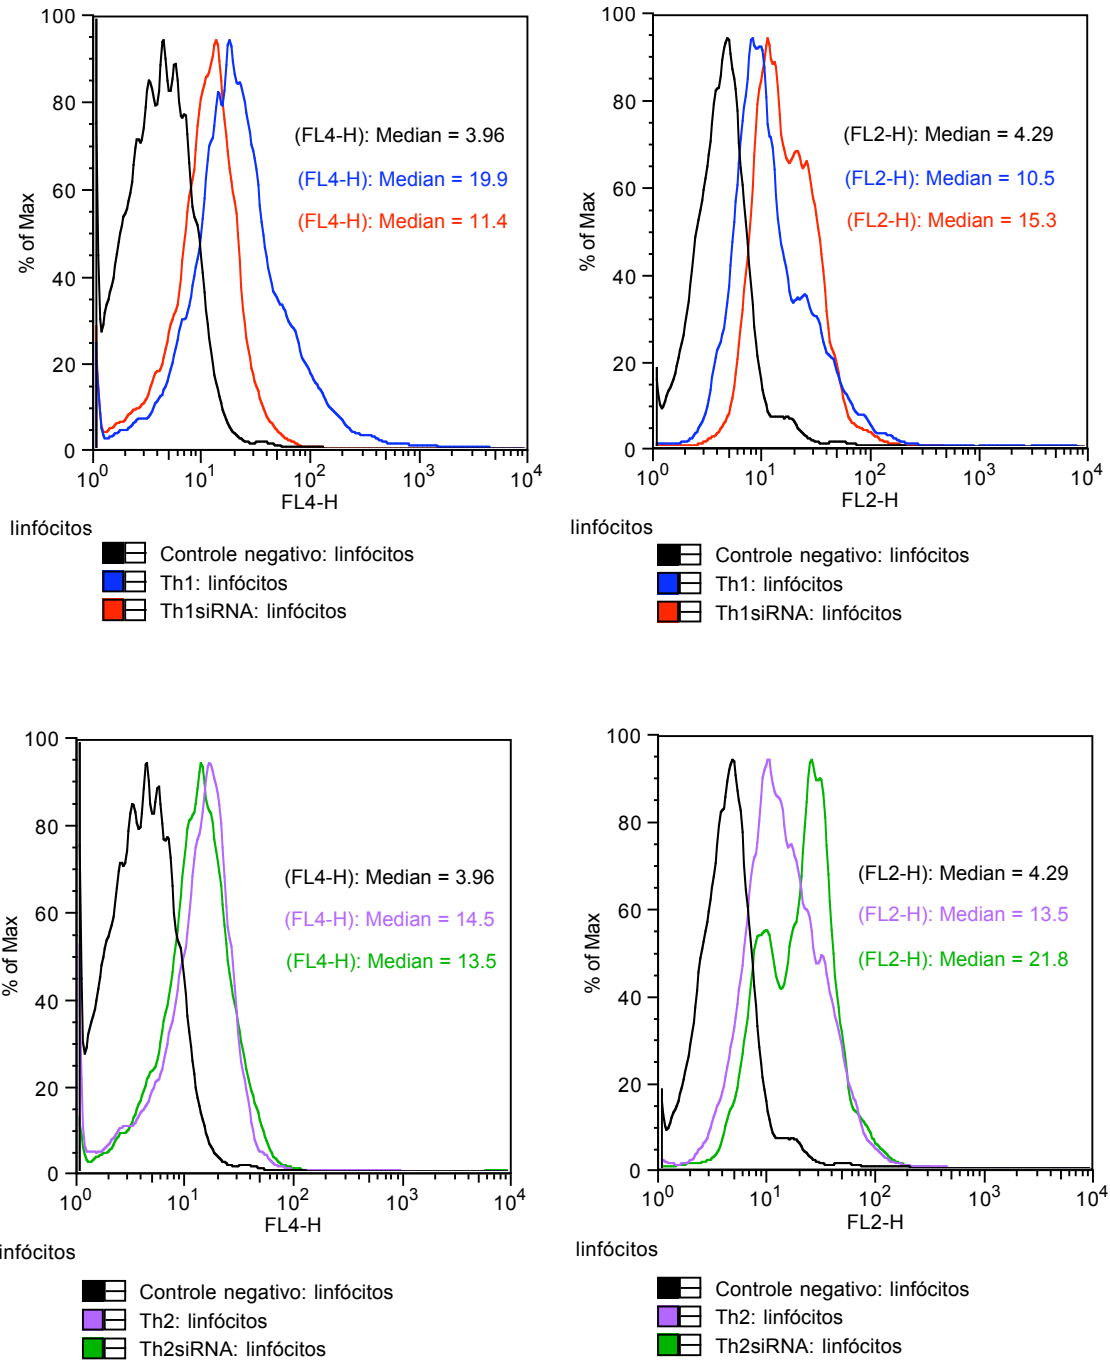 100
80
60
40
20
0
% of Max
10^0 10^1 10^2 10^3 10^4
FL4-H
(FL4-H): Median = 3.96
(FL4-H): Median = 19.9
(FL4-H): Median = 11.4
linfócitos
Controle negativo: linfócitos
Th1: linfócitos
Th1siRNA: linfócitos
100
80
60
40
20
0
% of Max
10^0 10^1 10^2 10^3 10^4
FL2-H
(FL2-H): Median = 4.29
(FL2-H): Median = 10.5
(FL2-H): Median = 15.3
linfócitos
Controle negativo: linfócitos
Th1: linfócitos
Th1siRNA: linfócitos
100
80
60
40
20
0
% of Max
10^0 10^1 10^2 10^3 10^4
FL4-H
(FL4-H): Median = 3.96
(FL4-H): Median = 14.5
(FL4-H): Median = 13.5
infócitos
Controle negativo: linfócitos
Th2: linfócitos
Th2siRNA: linfócitos
100
80
60
40
20
0
% of Max
10^0 10^1 10^2 10^3 10^4
FL2-H
(FL2-H): Median = 4.29
(FL2-H): Median = 13.5
(FL2-H): Median = 21.8
linfócitos
Controle negativo: linfócitos
Th2: linfócitos
Th2siRNA: linfócitos